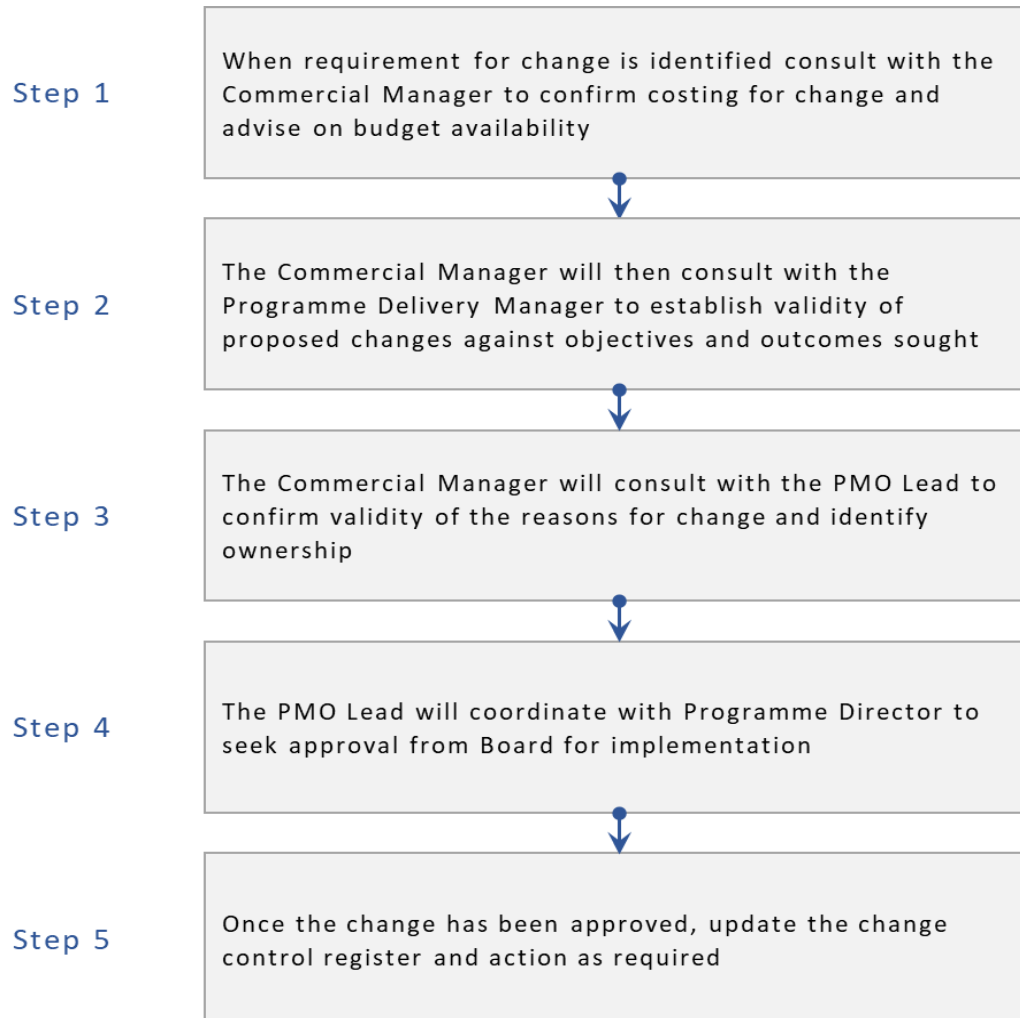 Step 1
When requirement for change is identified consult with the
Commercial Manager to confirm costing for change and
advise on budget availability
Step 2
The Commercial Manager will then consult with the
Programme Delivery Manager to establish validity of
proposed changes against objectives and outcomes sought
Step 3
The Commercial Manager will consult with the PMO Lead to
confirm validity of the reasons for change and identify
ownership
Step 4
The PMO Lead will coordinate with Programme Director to
seek approval from Board for implementation
Step 5
Once the change has been approved, update the change
control register and action as required